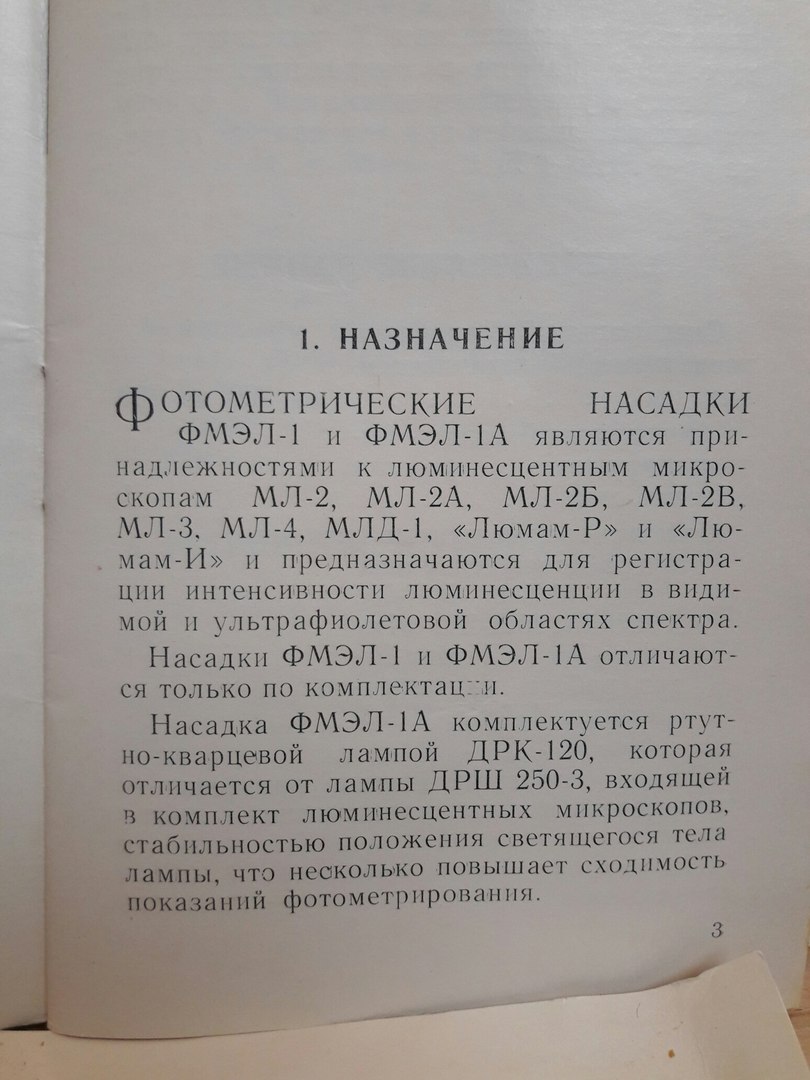 1. НАЗНАЧЕНИЕ
ФОТОМЕТРИЧЕСКИЕ НАСАДКИ
ФМЭЛ-1 и ФМЭЛ-1А являются при-
надлежностями к люминесцентным микро-
скопам МЛ-2, МЛ-2А, МЛ-2Б, МЛ-2В,
МЛ-3, МЛ-4, МЛД-1, «Люмам-Р» и «Лю-
мам-И» и предназначаются для регистра-
ции интенсивности люминесценции в види-
мой и ультрафиолетовой областях спектра.
Насадки ФМЭЛ-1 и ФМЭЛ-1А отличают-
ся только по комплектации.
Насадка ФМЭЛ-1А комплектуется ртут-
но-кварцевой лампой ДРК-120, которая
отличается от лампы ДРШ 250-3, входящей
в комплект люминесцентных микроскопов,
стабильностью положения светящегося тела
лампы, что несколько повышает сходимость
показаний фотометрирования.
3